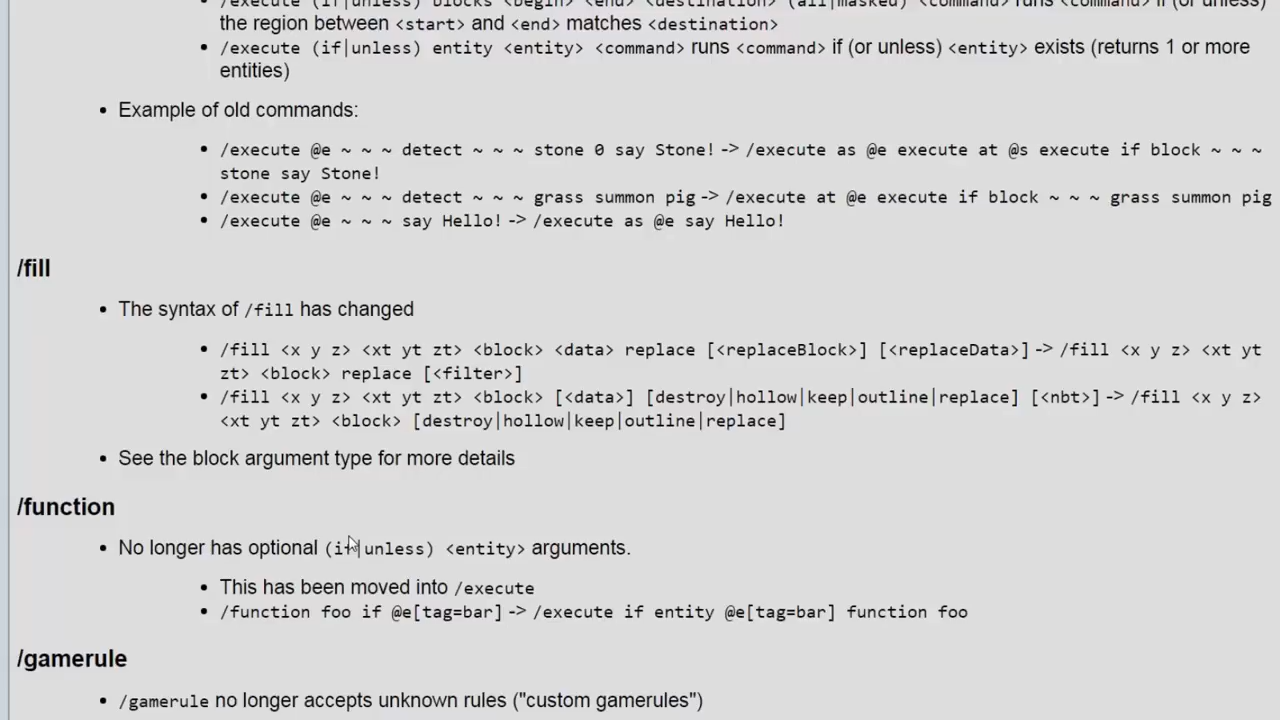 /execute (if|unless) blocks <begin> <end> <destination> (all|masked) <command> runs <command> if (or unless)
the region between <start> and <end> matches <destination>
/execute (if|unless) entity <entity> <command> runs <command> if (or unless) <entity> exists (returns 1 or more
entities)
Example of old commands:
/execute @e ~ ~ ~ detect ~ ~ ~ stone 0 say Stone! -> /execute as @e execute at @s execute if block ~ ~ ~
stone say Stone!
/execute @e ~ ~ ~ detect ~ ~ ~ grass summon pig -> /execute at @e execute if block ~ ~ ~ grass summon pig
/execute @e ~ ~ ~ say Hello! -> /execute as @e say Hello!
/fill
The syntax of /fill has changed
/fill <x y z> <xt yt zt> <block> <data> replace [<replaceBlock>] [<replaceData>] -> /fill <x y z> <xt yt
zt> <block> replace [<filter>]
/fill <x y z> <xt yt zt> <block> [<data>] [destroy|hollow|keep|outline|replace] [<nbt>] -> /fill <x y z>
<xt yt zt> <block> [destroy|hollow|keep|outline|replace]
See the block argument type for more details
/function
No longer has optional (if|unless) <entity> arguments.
This has been moved into /execute
/function foo if @e[tag=bar] -> /execute if entity @e[tag=bar] function foo
/gamerule
/gamerule no longer accepts unknown rules ("custom gamerules")